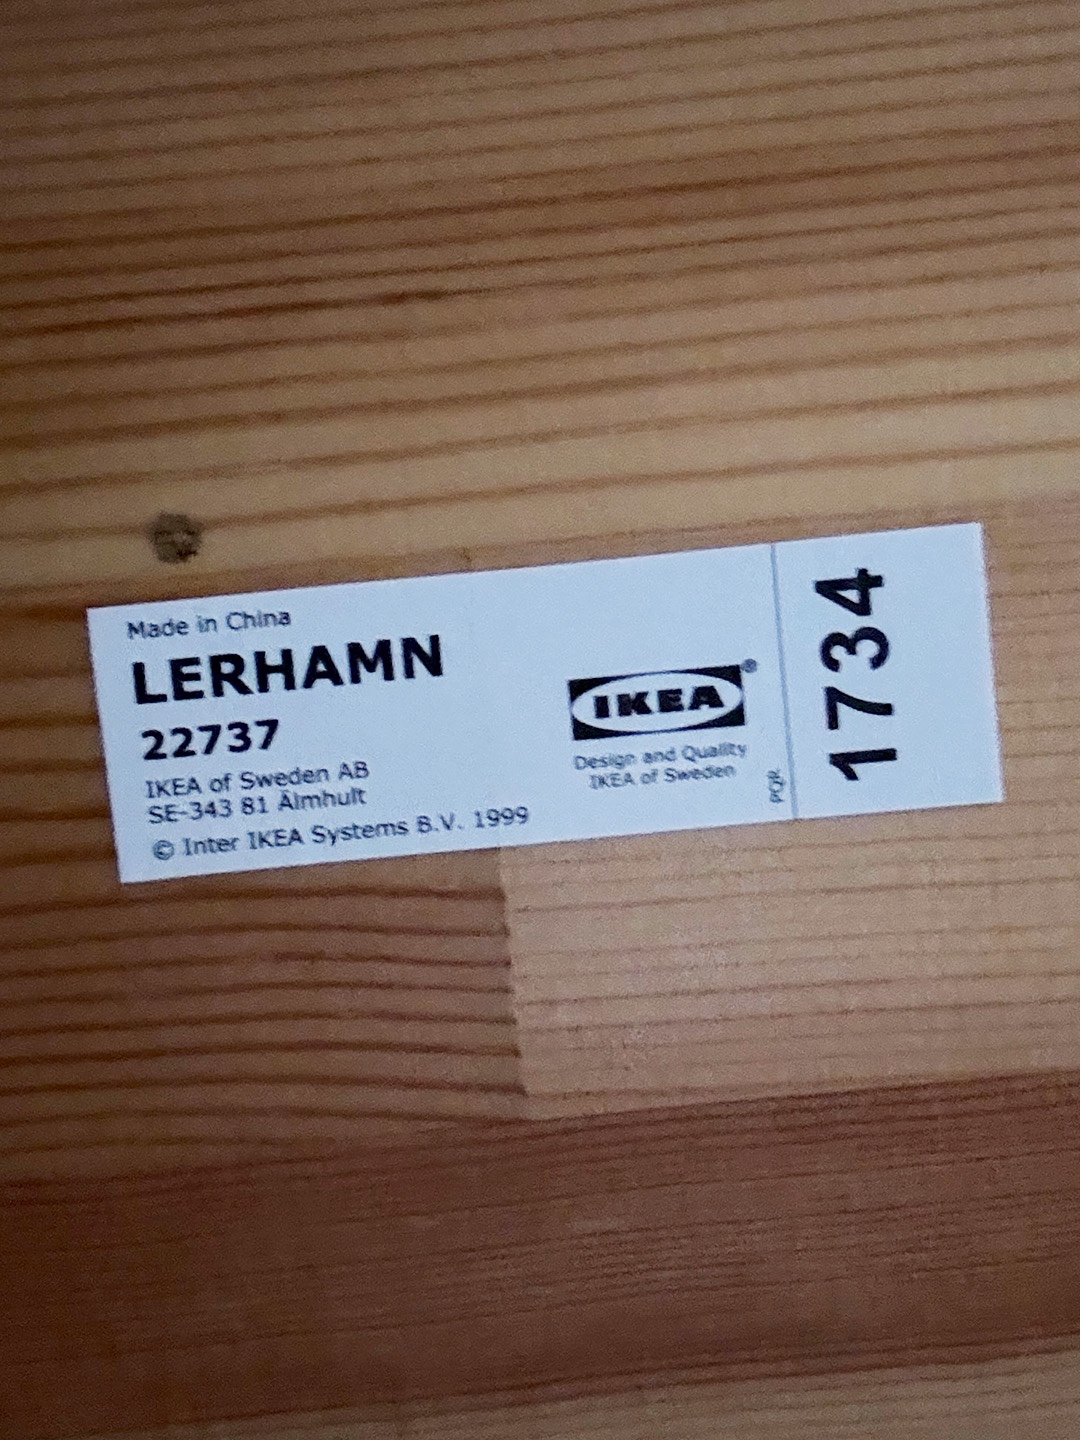 Made in China
LERHAMN
22737
IKEA of Sweden AB
SE-343 81 Älmhult
© Inter IKEA Systems B.V. 1999
IKEA®
Design and Quality
IKEA of Sweden
1734